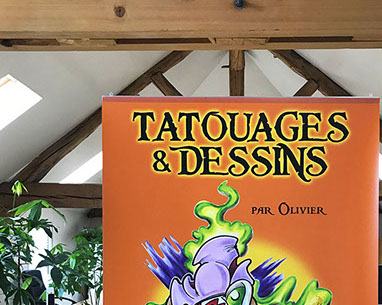 TATOUAGES
& DESSINS
PAR OLIVIER